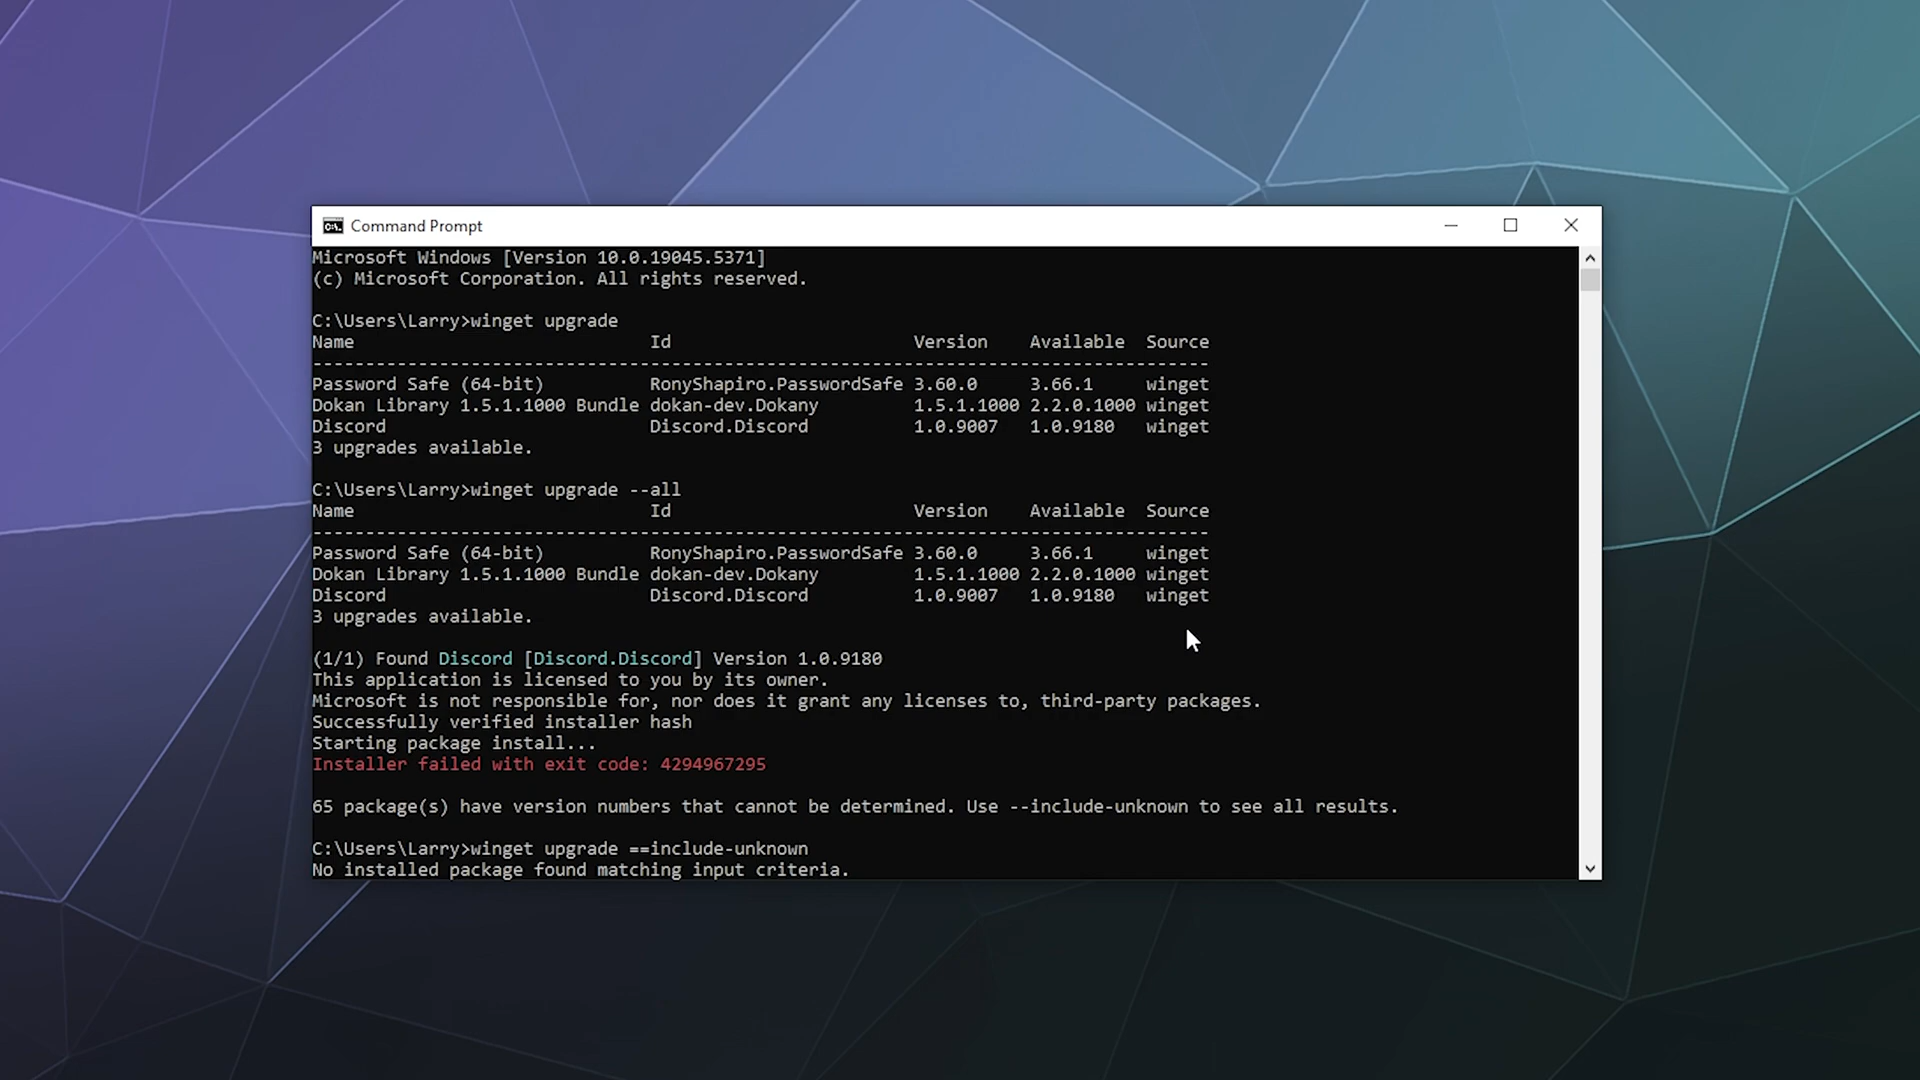 Command Prompt
Microsoft Windows [Version 10.0.19045.5371]
(c) Microsoft Corporation. All rights reserved.
C:\Users\Larry>winget upgrade
Name Id Version Available Source
--------------------------------------------------------------------------------------
Password Safe (64-bit) RonyShapiro.PasswordSafe 3.60.0 3.66.1 winget
Dokan Library 1.5.1.1000 Bundle dokan-dev.Dokany 1.5.1.1000 2.2.0.1000 winget
Discord Discord.Discord 1.0.9007 1.0.9180 winget
3 upgrades available.
C:\Users\Larry>winget upgrade --all
Name Id Version Available Source
--------------------------------------------------------------------------------------
Password Safe (64-bit) RonyShapiro.PasswordSafe 3.60.0 3.66.1 winget
Dokan Library 1.5.1.1000 Bundle dokan-dev.Dokany 1.5.1.1000 2.2.0.1000 winget
Discord Discord.Discord 1.0.9007 1.0.9180 winget
3 upgrades available.
(1/1) Found Discord [Discord.Discord] Version 1.0.9180
This application is licensed to you by its owner.
Microsoft is not responsible for, nor does it grant any licenses to, third-party packages.
Successfully verified installer hash
Starting package install...
Installer failed with exit code: 4294967295
65 package(s) have version numbers that cannot be determined. Use --include-unknown to see all results.
C:\Users\Larry>winget upgrade ==include-unknown
No installed package found matching input criteria.